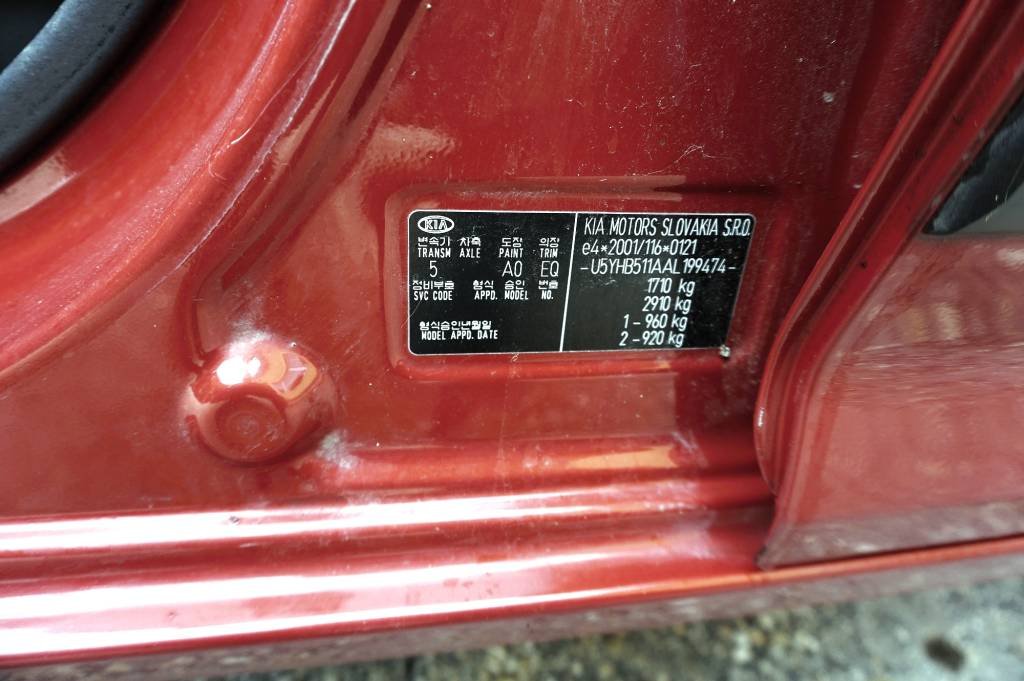 KIA
변속기 차축 도장 의장
TRANSM AXLE PAINT TRIM
5 A0 EQ
정비부호 형식 승인 번호
SVC CODE APPD. MODEL NO.
형식승인년월일
MODEL APPD. DATE
KIA MOTORS SLOVAKIA S.R.O.
e4*2001/116*0121
-U5YHB511AAL199474-
1710 kg
2910 kg
1-960 kg
2-920 kg